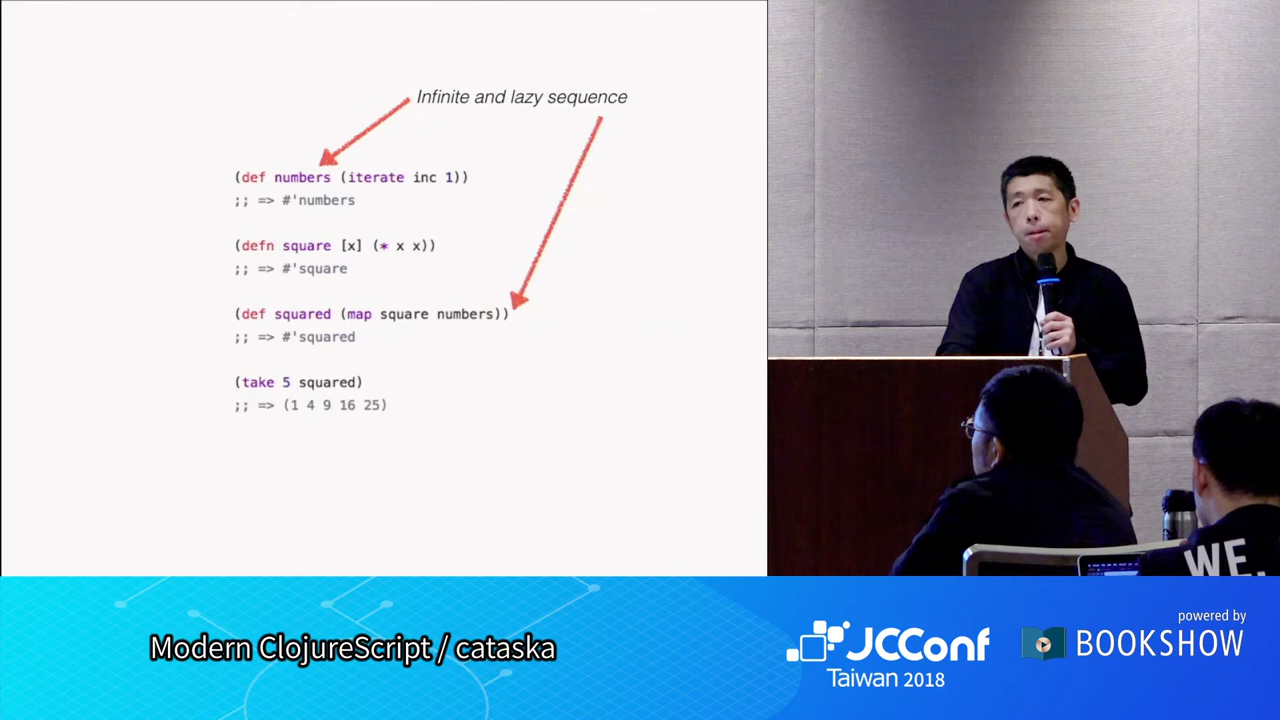 Infinite and lazy sequence
(def numbers (iterate inc 1))
;; => #'numbers
(defn square [x] (* x x))
;; => #'square
(def squared (map square numbers))
;; => #'squared
(take 5 squared)
;; => (1 4 9 16 25)
WE.
Modern ClojureScript / cataska
JCConf
Taiwan 2018
powered by
BOOKSHOW